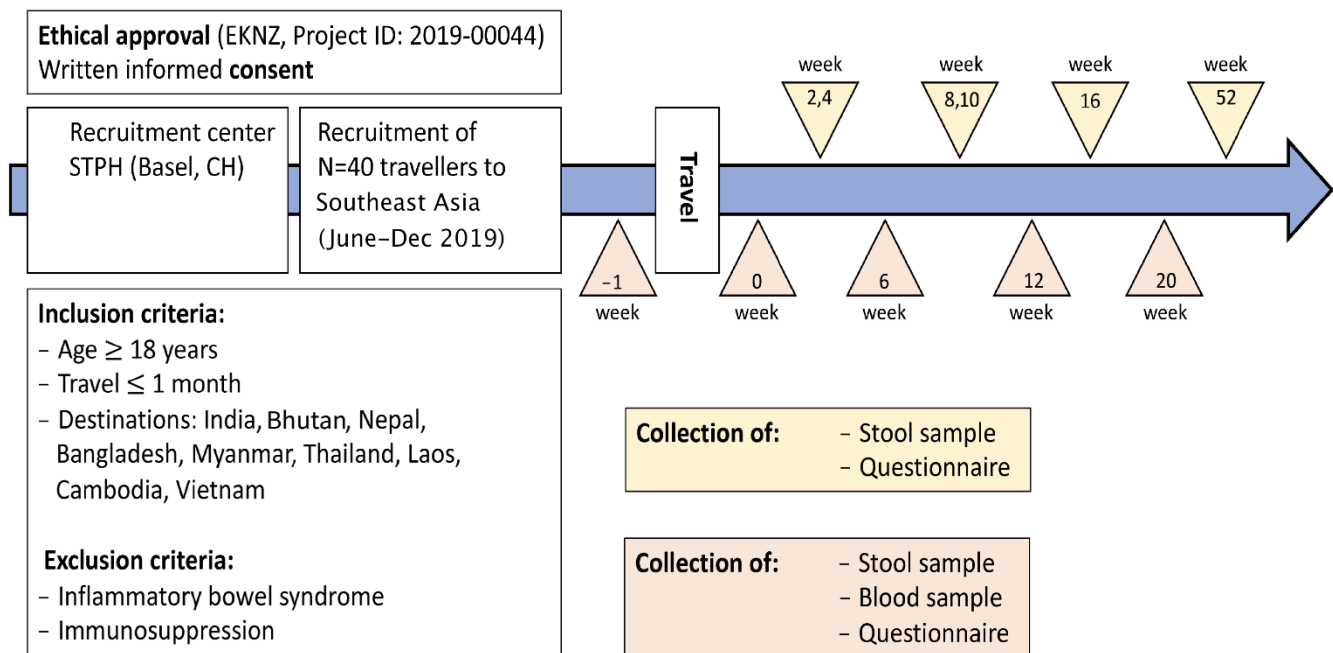 Ethical approval (EKNZ, Project ID: 2019-00044)
Written informed consent
Recruitment center
STPH (Basel, CH)
Recruitment of
N=40 travellers to
Southeast Asia
(June–Dec 2019)
Travel
week
2,4
week
8,10
week
16
week
52
−1
week
0
week
6
week
12
week
20
week
Inclusion criteria:
– Age ≥ 18 years
– Travel ≤ 1 month
– Destinations: India, Bhutan, Nepal,
Bangladesh, Myanmar, Thailand, Laos,
Cambodia, Vietnam
Exclusion criteria:
– Inflammatory bowel syndrome
– Immunosuppression
Collection of:
– Stool sample
– Questionnaire
Collection of:
– Stool sample
– Blood sample
– Questionnaire